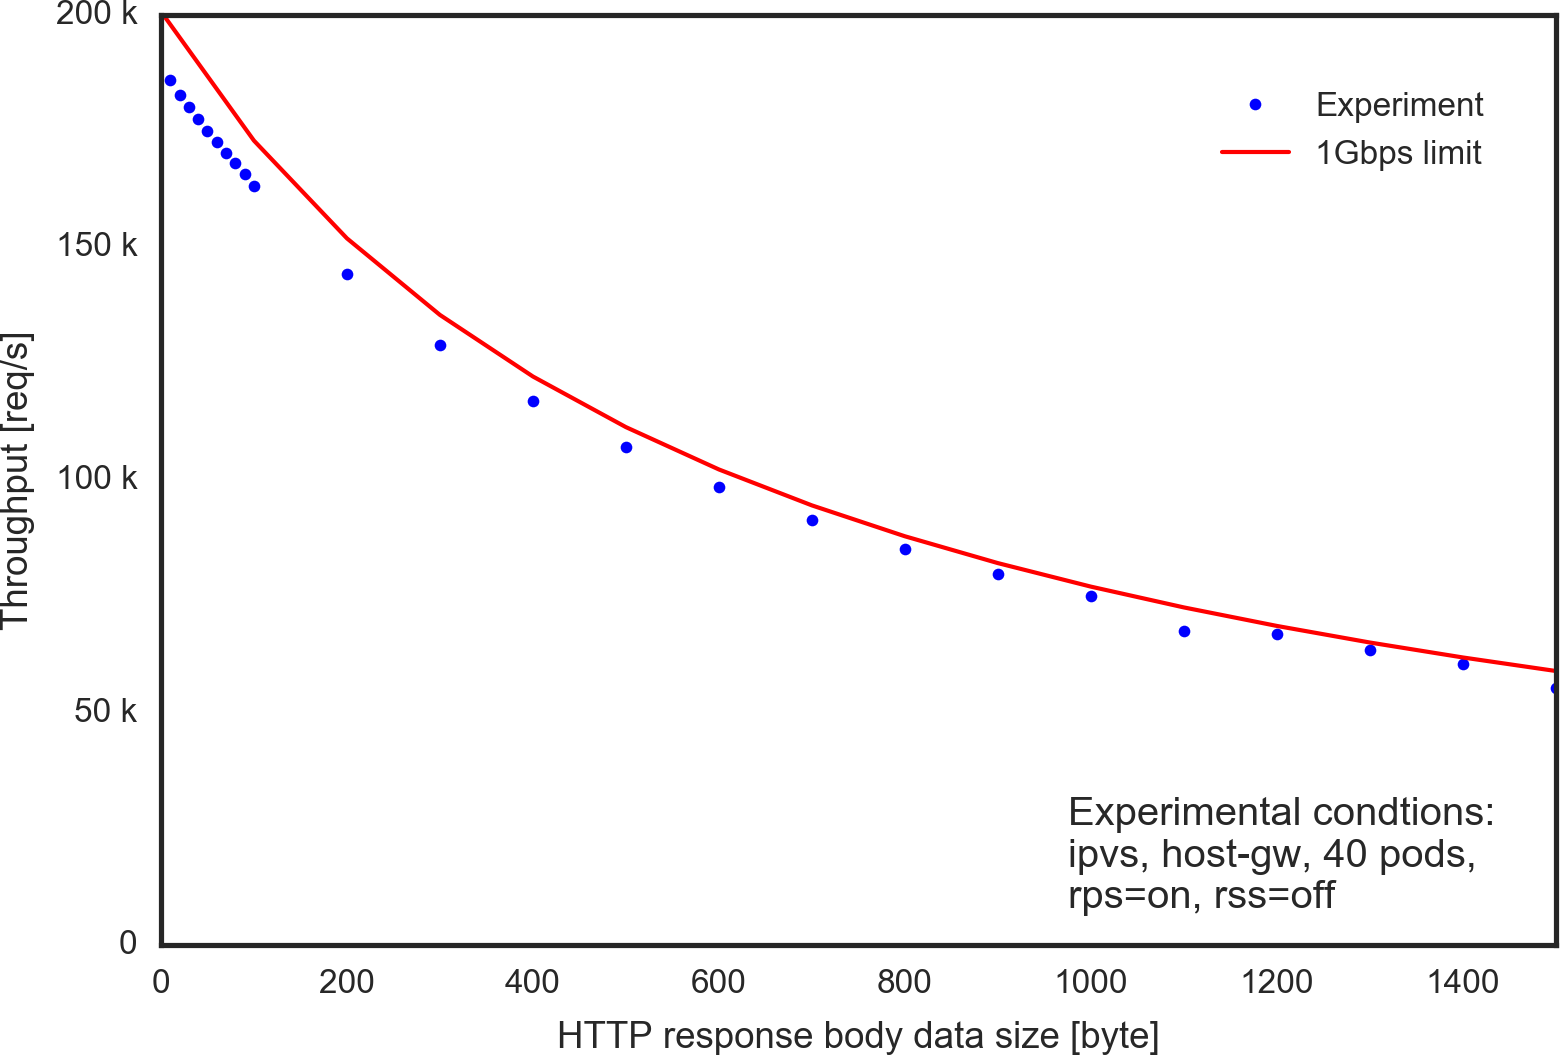 200 k
150 k
100 k
50 k
0
Throughput [req/s]
Experiment
1Gbps limit
Experimental condtions:
ipvs, host-gw, 40 pods,
rps=on, rss=off
0 200 400 600 800 1000 1200 1400
HTTP response body data size [byte]